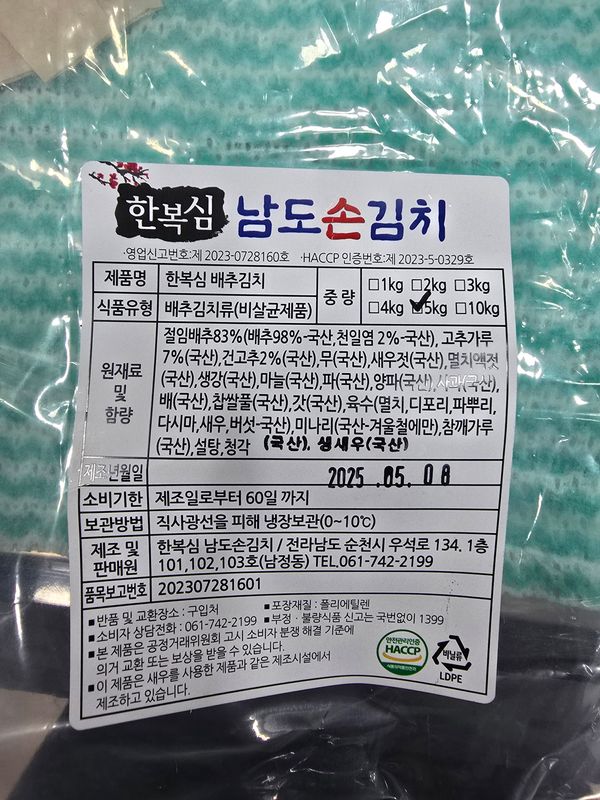 한복심 남도손김치
·영업신고번호:제 2023-0728160호 ·HACCP 인증번호:제 2023-5-0329호
제품명 한복심 배추김치 중량 □1kg □2kg □3kg
식품유형 배추김치류(비살균제품) □4kg ☑5kg □10kg
원재료 및 함량
절임배추83%(배추98%-국산,천일염 2%-국산), 고추가루
7%(국산),건고추2%(국산),무(국산),새우젓(국산),멸치액젓
(국산),생강(국산),마늘(국산),파(국산),양파(국산),사과(국산),
배(국산),찹쌀풀(국산),갓(국산),육수(멸치,디포리,파뿌리,
다시마,새우,버섯-국산),미나리(국산-겨울철에만),참깨가루
(국산),설탕,청각 (국산), 생새우(국산)
제조년월일 2025 .05. 08
소비기한 제조일로부터 60일 까지
보관방법 직사광선을 피해 냉장보관(0~10℃)
제조 및 판매원 한복심 남도손김치 / 전라남도 순천시 우석로 134. 1층
101,102,103호(남정동) TEL.061-742-2199
품목보고번호 202307281601
■반품 및 교환장소 : 구입처 ■포장재질 : 폴리에틸렌
■소비자 상담전화 : 061-742-2199 ■부정 · 불량식품 신고는 국번없이 1399
■본 제품은 공정거래위원회 고시 소비자 분쟁 해결 기준에
의거 교환 또는 보상을 받을 수 있습니다.
■이 제품은 새우를 사용한 제품과 같은 제조시설에서
제조하고 있습니다.
안전관리인증
HACCP
식품의약품안전처
비닐류
LDPE